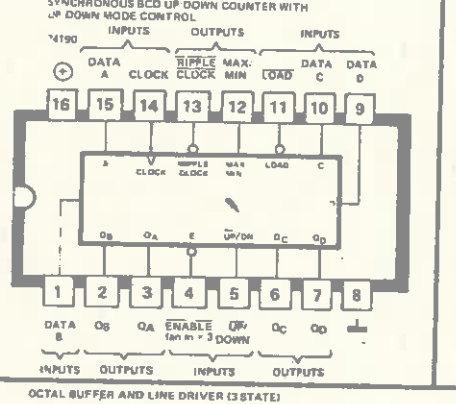 SYNCHRONOUS BCD UP DOWN COUNTER WITH
UP DOWN MODE CONTROL
74190
INPUTS OUTPUTS INPUTS
DATA A CLOCK RIPPLE CLOCK MAX/ MIN LOAD DATA C DATA D
16 15 14 13 12 11 10 9
A CLOCK RIPPLE CLOCK MAX MIN LOAD C
QB QA E UP/DN QC QD
1 2 3 4 5 6 7 8
DATA B QB QA ENABLE fan in = 3 UP/ DOWN QC QD
INPUTS OUTPUTS INPUTS OUTPUTS
OCTAL BUFFER AND LINE DRIVER (3 STATE)